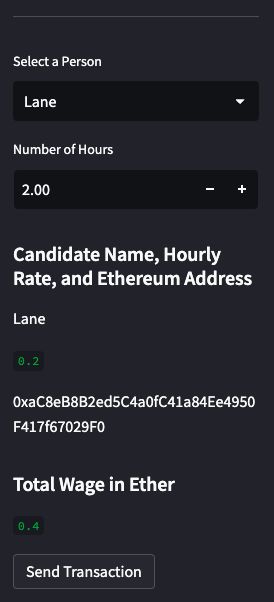 Select a Person
Lane
Number of Hours
2.00
Candidate Name, Hourly
Rate, and Ethereum Address
Lane
0.2
0xaC8eB8B2ed5C4a0fC41a84Ee4950
F417f67029F0
Total Wage in Ether
0.4
Send Transaction